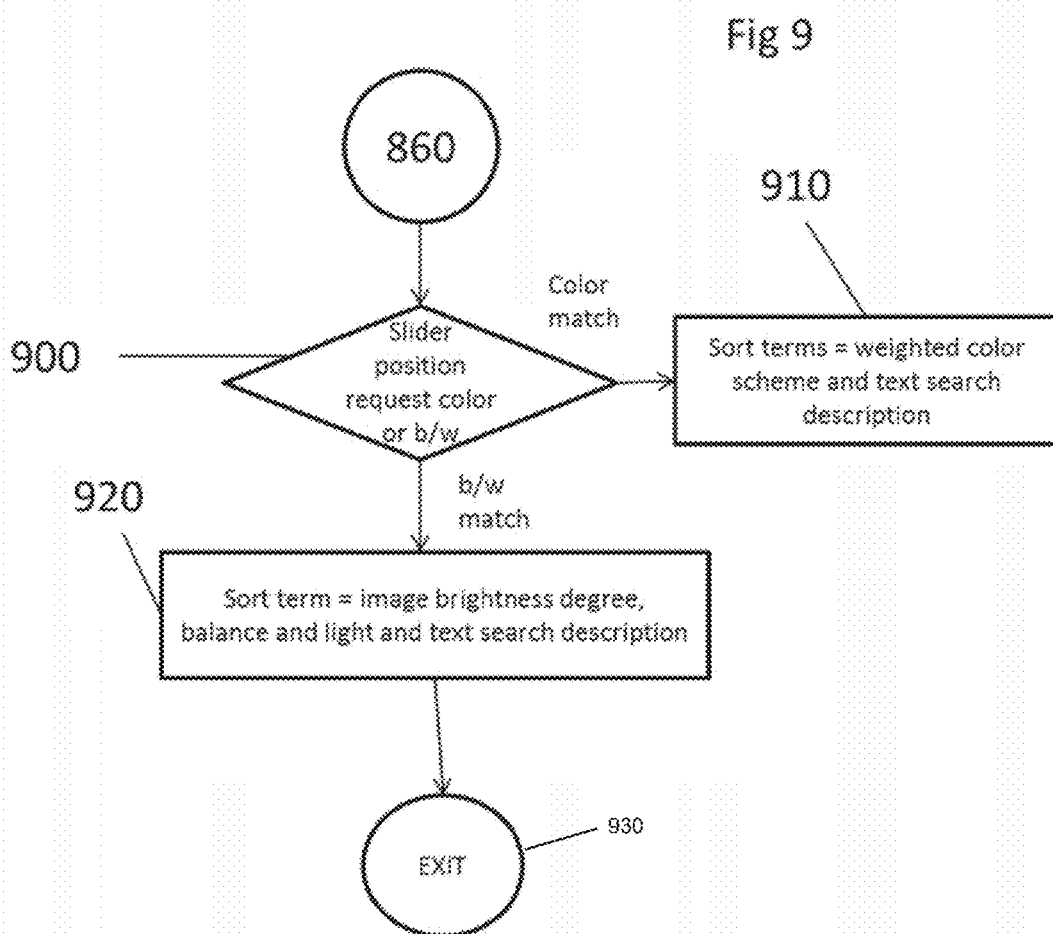 Fig 9
860
910
Color
match
900
Slider
position
request color
or b/w
Sort terms = weighted color
scheme and text search
description
920
b/w
match
Sort term = image brightness degree,
balance and light and text search description
EXIT
930